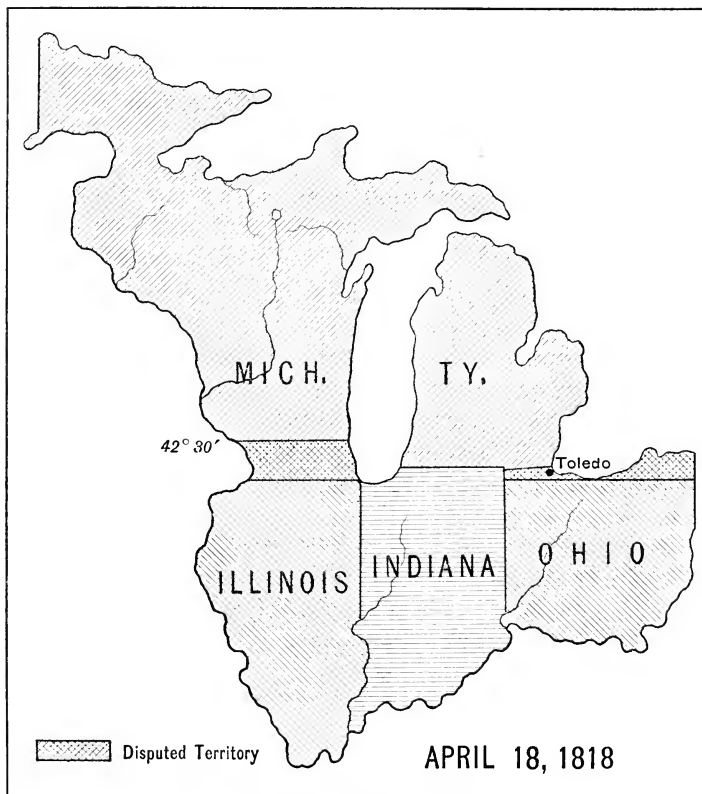 MICH. TY.
42° 30′
Toledo
ILLINOIS INDIANA OHIO
Disputed Territory
APRIL 18, 1818